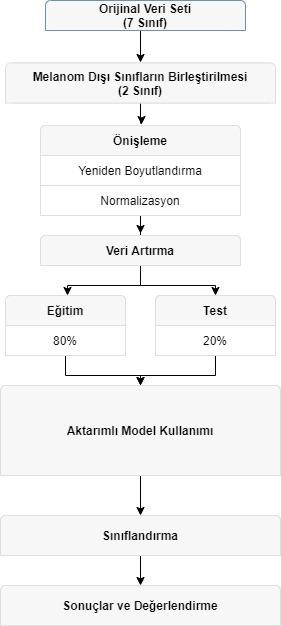 Orijinal Veri Seti
(7 Sınıf)
Melanom Dışı Sınıfların Birleştirilmesi
(2 Sınıf)
Önişleme
Yeniden Boyutlandırma
Normalizasyon
Veri Artırma
Eğitim
80%
Test
20%
Aktarımlı Model Kullanımı
Sınıflandırma
Sonuçlar ve Değerlendirme